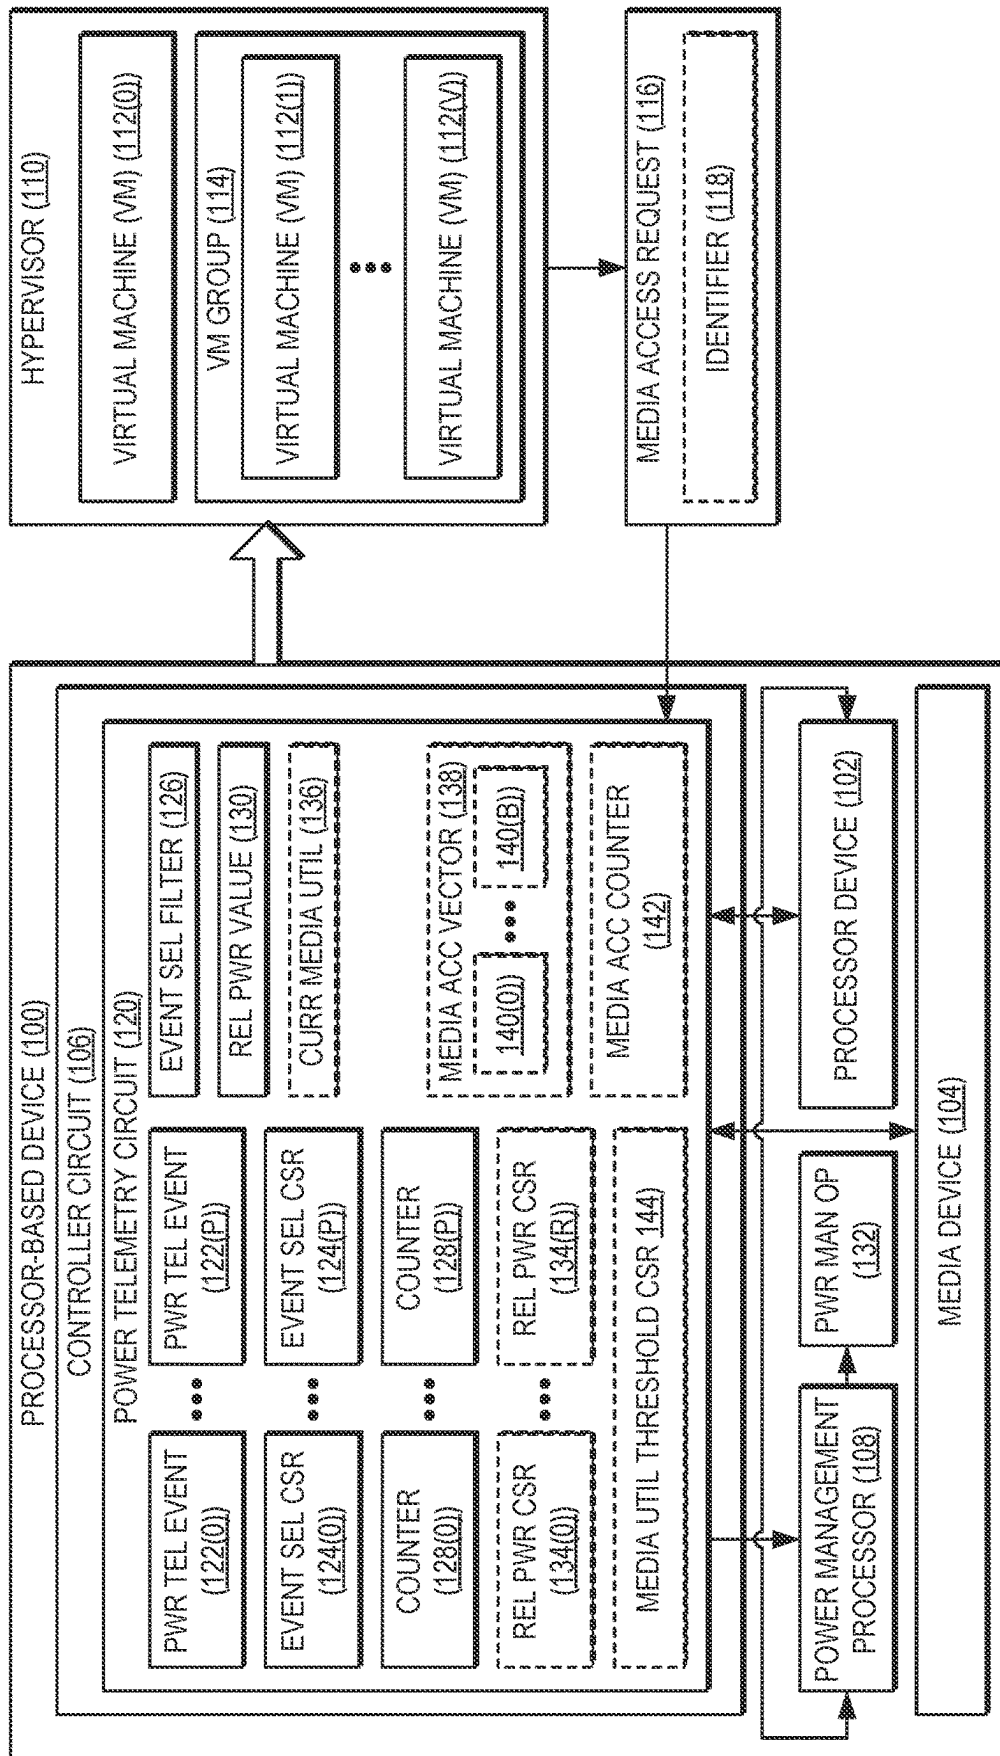 PROCESSOR-BASED DEVICE (100)
CONTROLLER CIRCUIT (106)
POWER TELEMETRY CIRCUIT (120)
PWR TEL EVENT
(122(0))
•••
PWR TEL EVENT
(122(P))
EVENT SEL CSR
(124(0))
•••
EVENT SEL CSR
(124(P))
COUNTER
(128(0))
•••
COUNTER
(128(P))
REL PWR CSR
(134(0))
•••
REL PWR CSR
(134(R))
MEDIA UTIL THRESHOLD CSR 144)
EVENT SEL FILTER (126)
REL PWR VALUE (130)
CURR MEDIA UTIL (136)
MEDIA ACC VECTOR (138)
140(0))
•••
140(B))
MEDIA ACC COUNTER
(142)
POWER MANAGEMENT
PROCESSOR (108)
PWR MAN OP
(132)
PROCESSOR DEVICE (102)
MEDIA DEVICE (104)
HYPERVISOR (110)
VIRTUAL MACHINE (VM) (112(0))
VM GROUP (114)
VIRTUAL MACHINE (VM) (112(1))
•••
VIRTUAL MACHINE (VM) (112(V))
MEDIA ACCESS REQUEST (116)
IDENTIFIER (118)